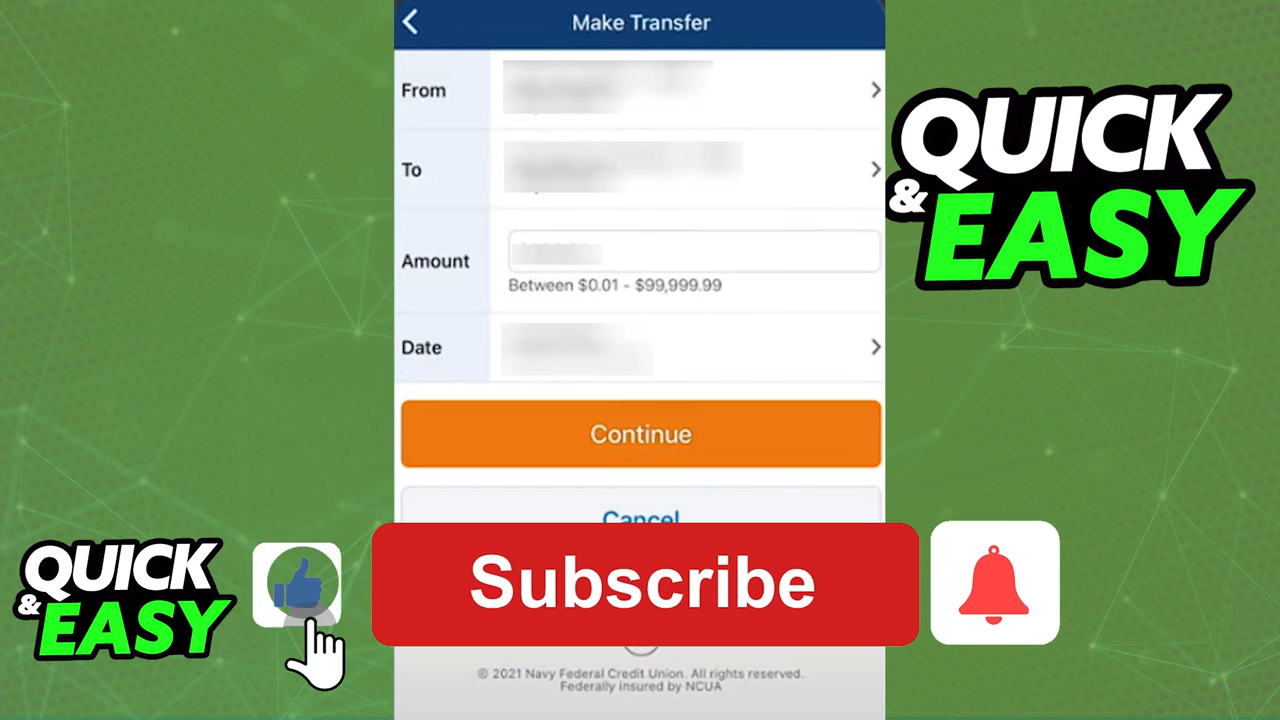 Make Transfer
From
To
Amount
Between $0.01 - $99,999.99
Date
Continue
Cancel
QUICK
& EASY
QUICK
& EASY
Subscribe
© 2021 Navy Federal Credit Union. All rights reserved.
Federally insured by NCUA